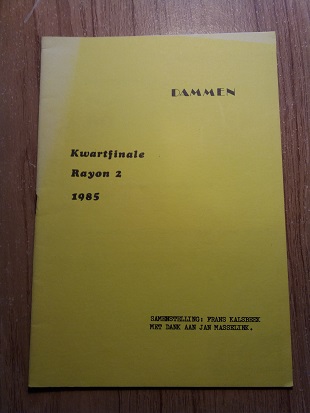 DAMMEN
Kwartfinale
Rayon 2
1985
SAMENSTELLING: FRANS KALSBEEK
MET DANK AAN JAN MASSELINK.